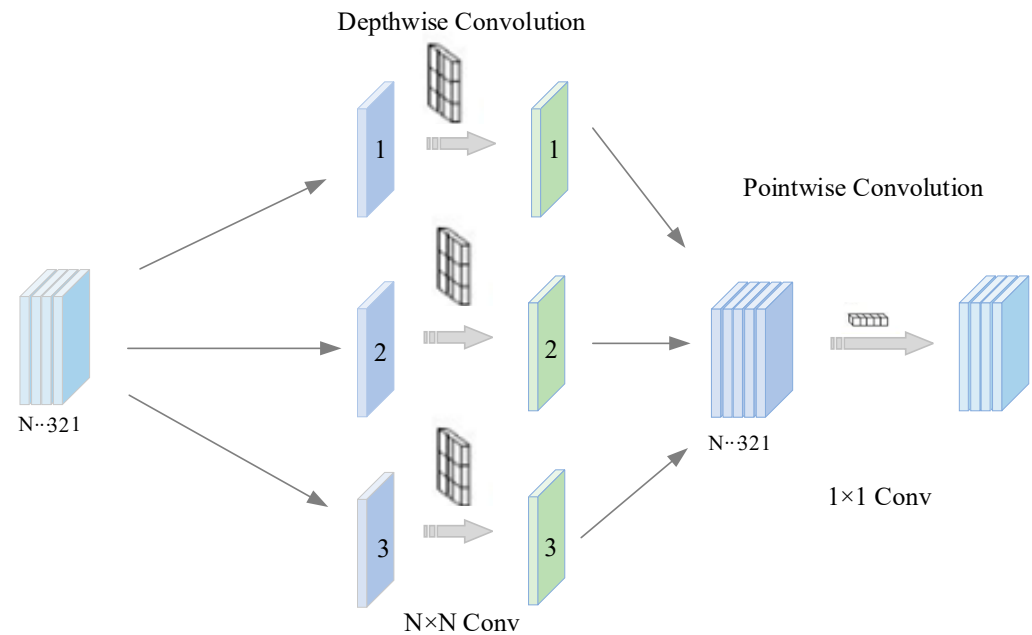 Depthwise Convolution
1
1
Pointwise Convolution
2
2
N··321
N··321
1×1 Conv
3
3
N×N Conv